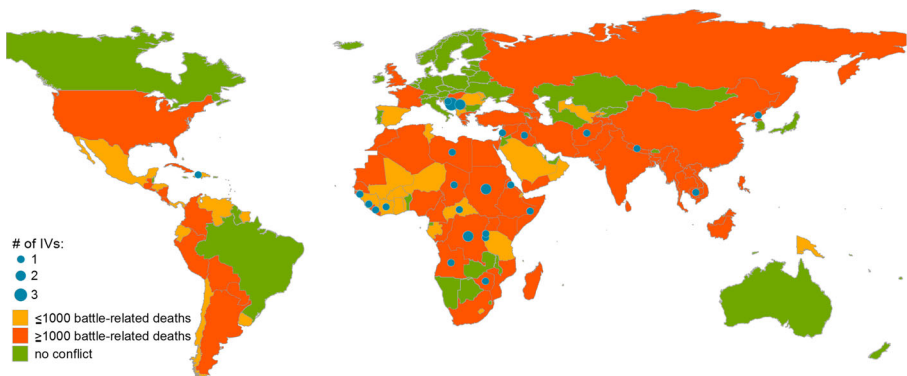 # of IVs:
1
2
3
≤1000 battle-related deaths
≥1000 battle-related deaths
no conflict